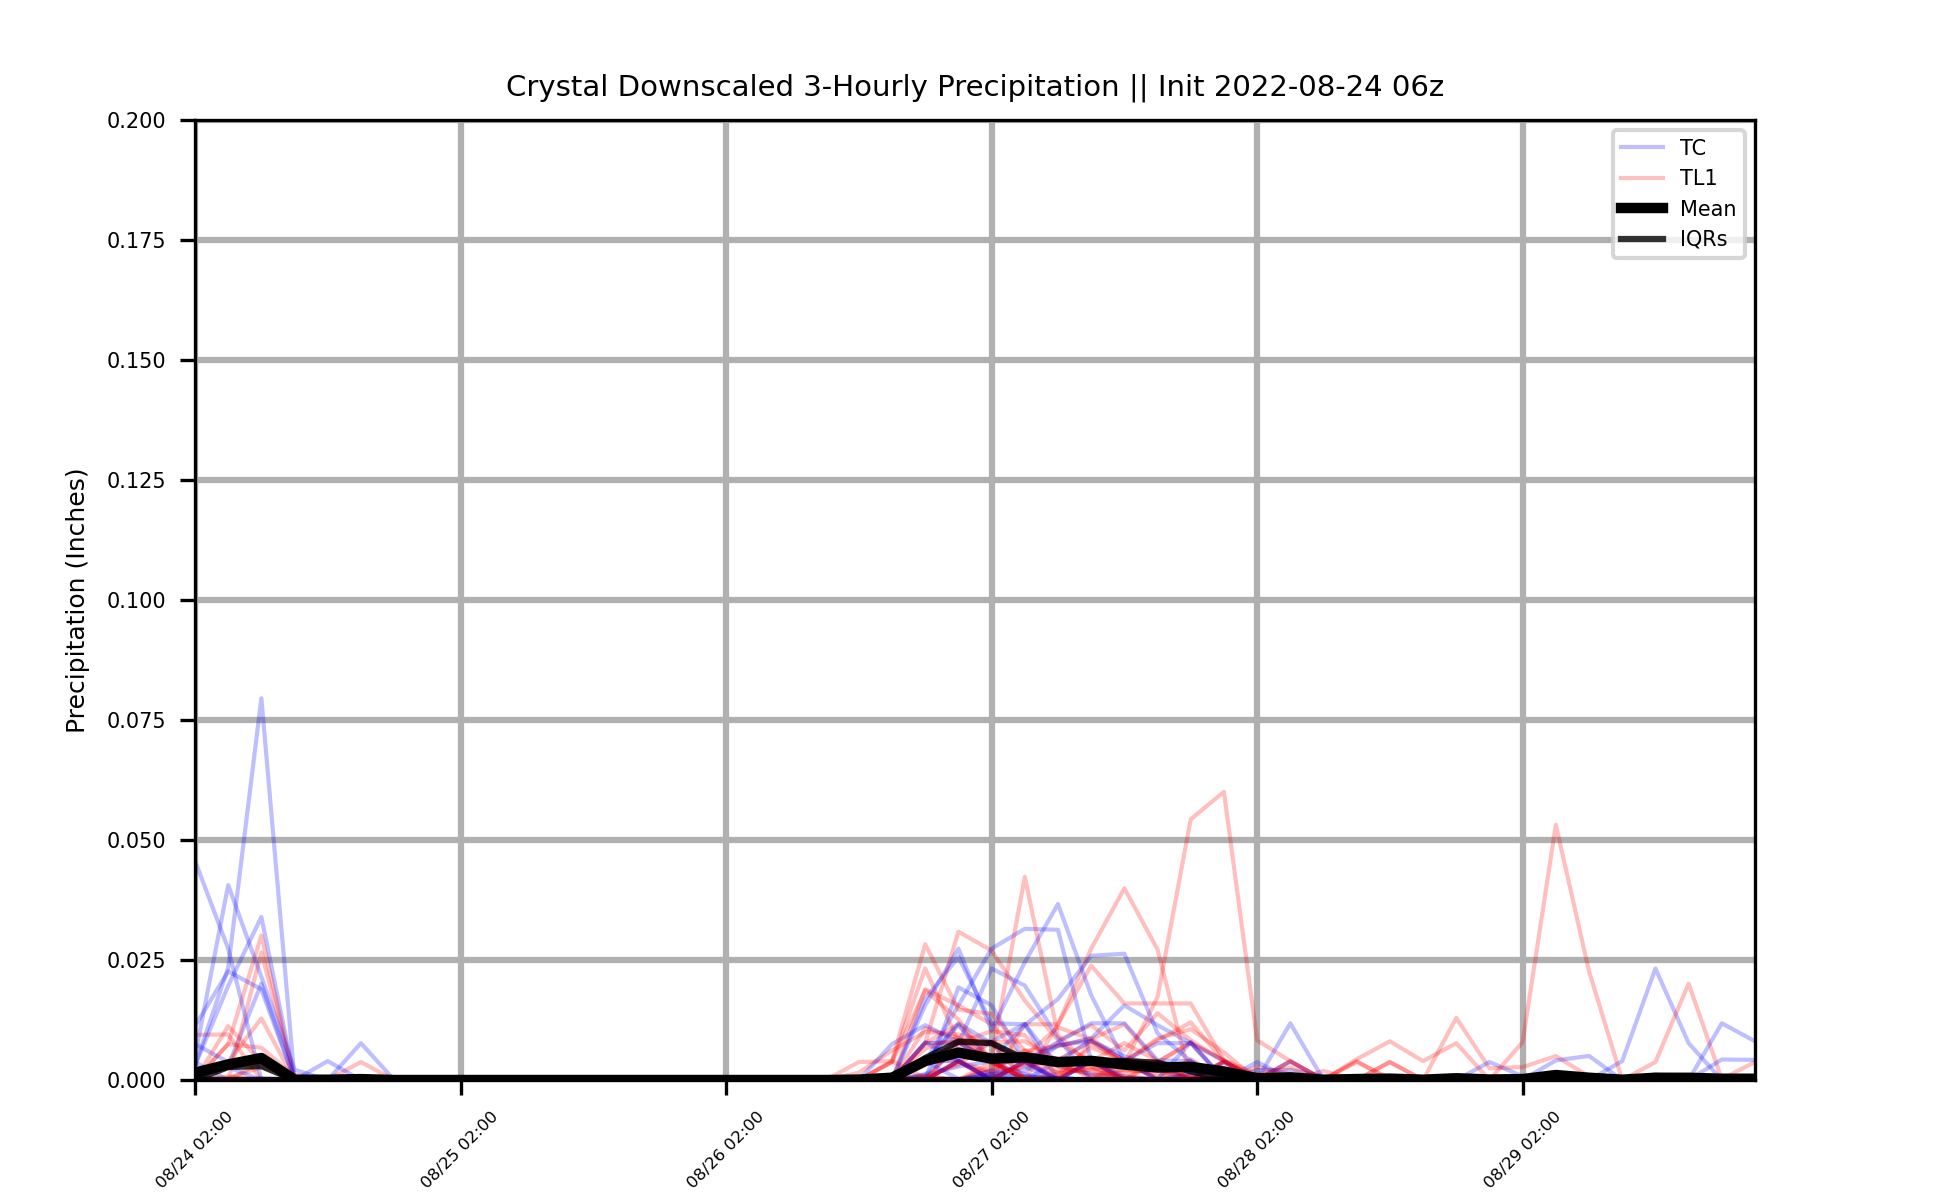 Crystal Downscaled 3-Hourly Precipitation || Init 2022-08-24 06z
Precipitation (Inches)
0.200
0.175
0.150
0.125
0.100
0.075
0.050
0.025
0.000
TC
TL1
Mean
IQRs
08/24 02:00
08/25 02:00
08/26 02:00
08/27 02:00
08/28 02:00
08/29 02:00